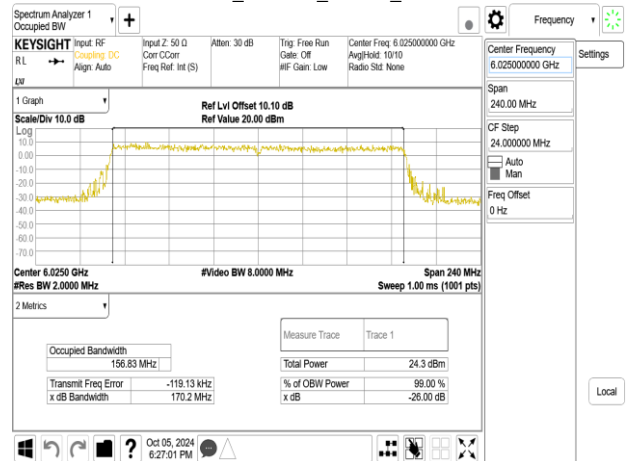 Spectrum Analyzer 1
Occupied BW
+
Frequency
KEYSIGHT
RL
LXI
Input: RF
Coupling: DC
Align: Auto
Input Z: 50 Ω
Corr CCorr
Freq Ref: Int (S)
Atten: 30 dB
Trig: Free Run
Gate: Off
#IF Gain: Low
Center Freq: 6.025000000 GHz
Avg|Hold: 10/10
Radio Std: None
Center Frequency
6.025000000 GHz
Settings
Span
240.00 MHz
CF Step
24.000000 MHz
Auto
Man
Freq Offset
0 Hz
Local
1 Graph
Scale/Div 10.0 dB
Ref Lvl Offset 10.10 dB
Ref Value 20.00 dBm
Log
10.0
0.00
-10.0
-20.0
-30.0
-40.0
-50.0
-60.0
-70.0
Center 6.0250 GHz
#Video BW 8.0000 MHz
Span 240 MHz
#Res BW 2.0000 MHz
Sweep 1.00 ms (1001 pts)
2 Metrics
Measure Trace
Trace 1
Occupied Bandwidth
156.83 MHz
Total Power
24.3 dBm
Transmit Freq Error
-119.13 kHz
% of OBW Power
99.00 %
x dB Bandwidth
170.2 MHz
x dB
-26.00 dB
?
Oct 05, 2024
6:27:01 PM